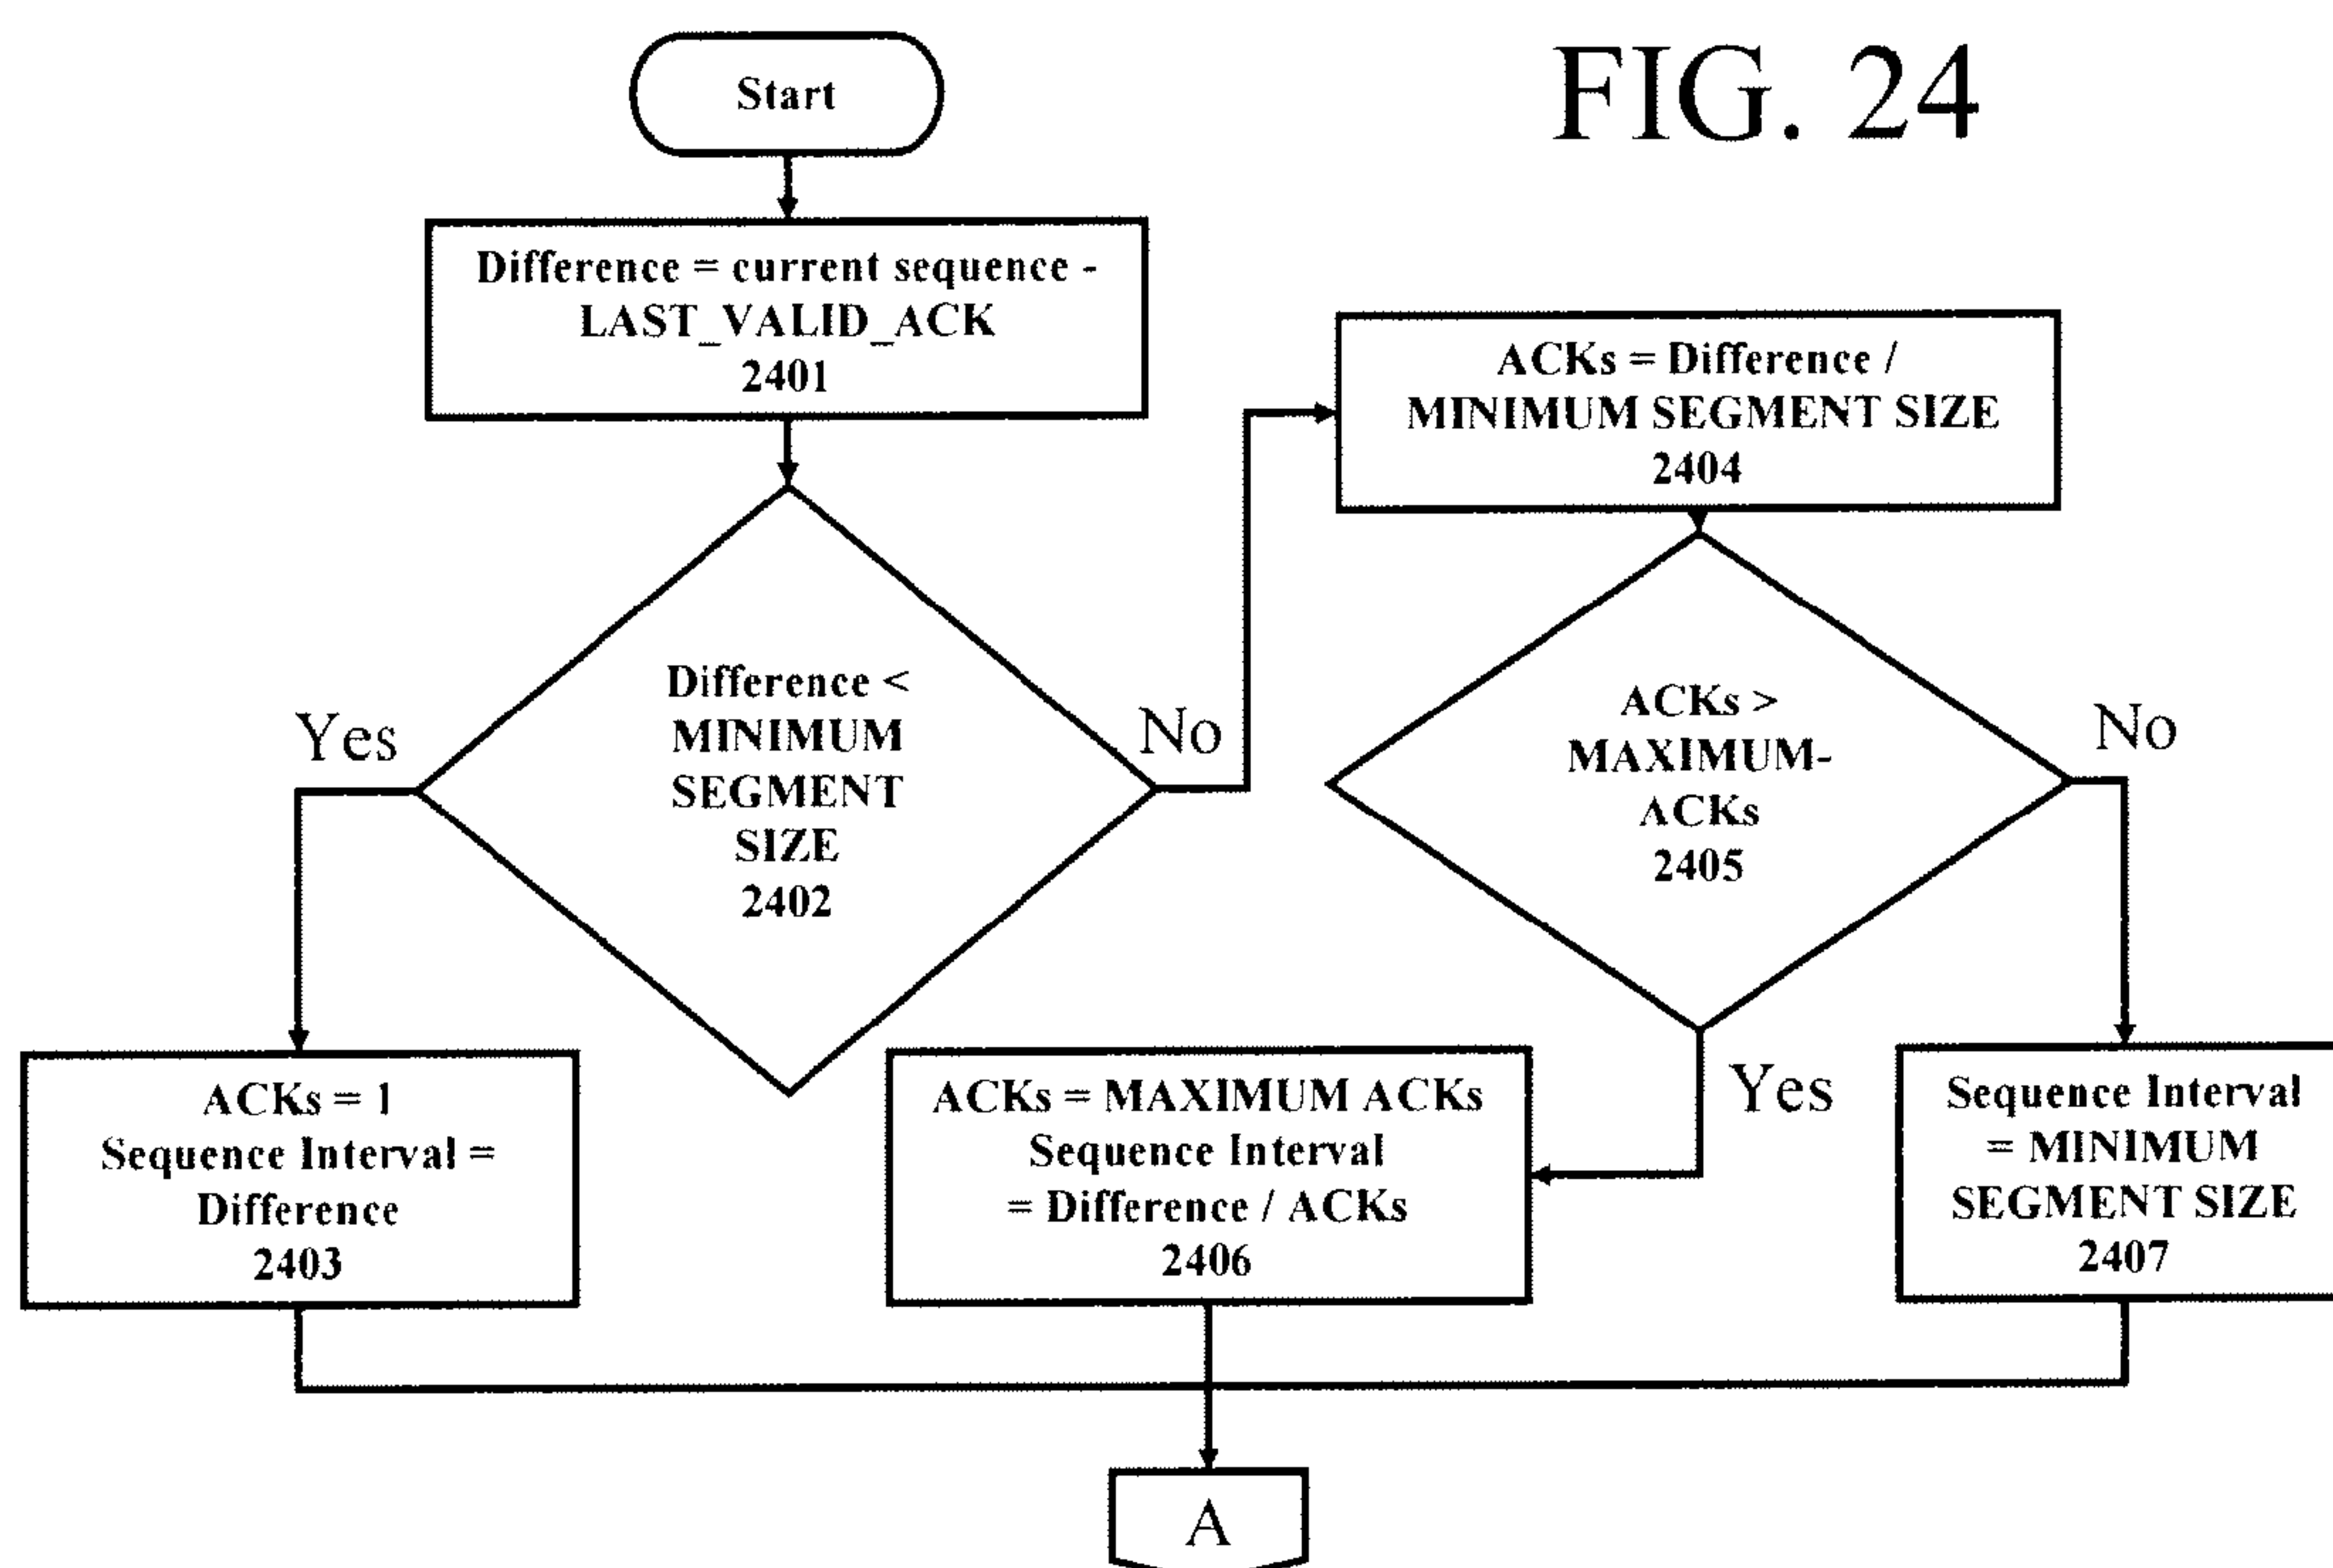 FIG. 24
Start
Difference = current sequence -
LAST_VALID_ACK
2401
Difference <
MINIMUM
SEGMENT
SIZE
2402
Yes
No
ACKs = Difference /
MINIMUM SEGMENT SIZE
2404
ACKs >
MAXIMUM-
ACKs
2405
No
Yes
ACKs = 1
Sequence Interval =
Difference
2403
ACKs = MAXIMUM ACKs
Sequence Interval
= Difference / ACKs
2406
Sequence Interval
= MINIMUM
SEGMENT SIZE
2407
A